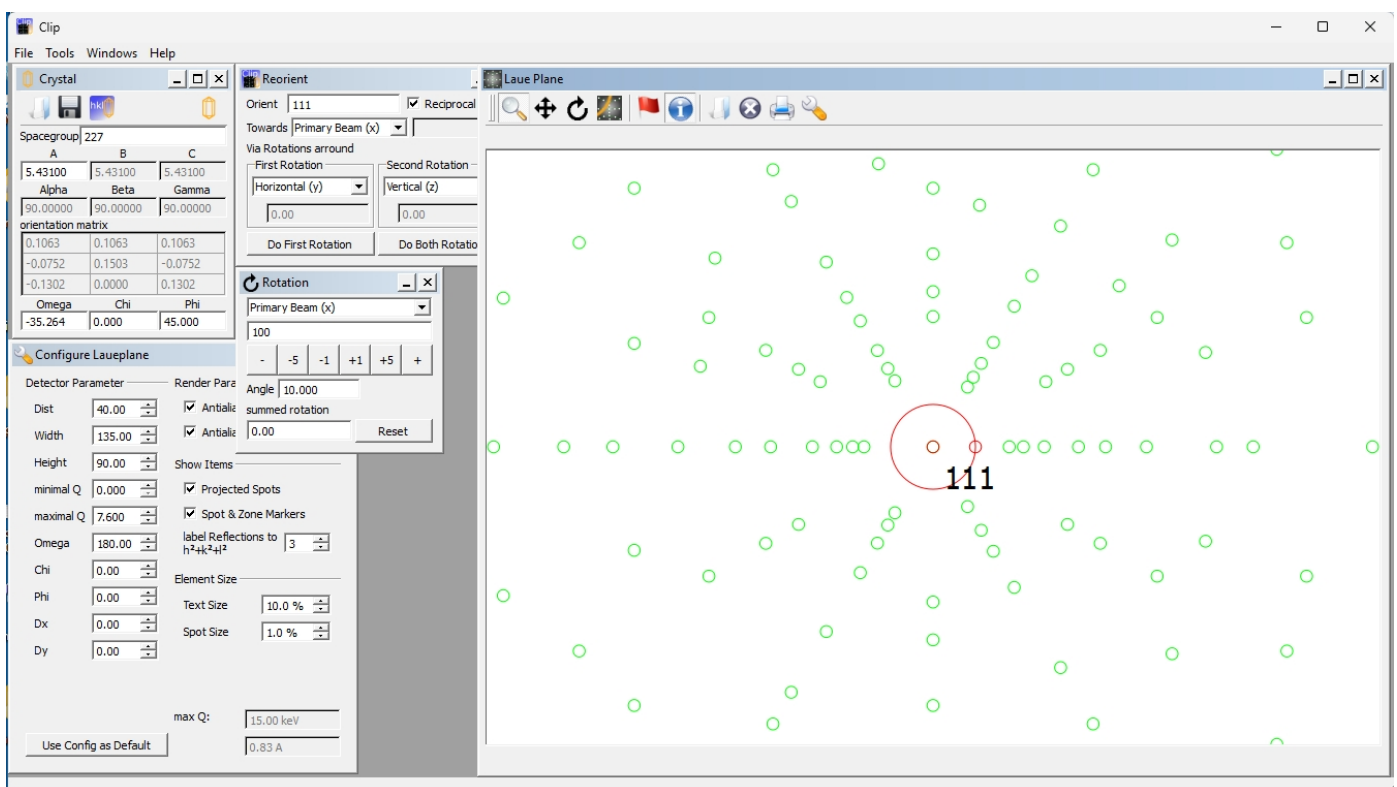 Clip
File Tools Windows Help
Crystal
hkl
Spacegroup 227
A B C
5.43100 5.43100 5.43100
Alpha Beta Gamma
90.00000 90.00000 90.00000
orientation matrix
0.1063 0.1063 0.1063
-0.0752 0.1503 -0.0752
-0.1302 0.0000 0.1302
Omega Chi Phi
-35.264 0.000 45.000
Reorient
Orient 111 Reciprocal
Towards Primary Beam (x)
Via Rotations arround
First Rotation Second Rotation
Horizontal (y) Vertical (z)
0.00 0.00
Do First Rotation Do Both Rotatio
Rotation
Primary Beam (x)
100
- -5 -1 +1 +5 +
Angle 10.000
summed rotation
0.00 Reset
Configure Laueplane
Detector Parameter Render Para
Dist 40.00 Antialia
Width 135.00 Antialia
Height 90.00 Show Items
minimal Q 0.000 Projected Spots
maximal Q 7.600 Spot & Zone Markers
Omega 180.00 label Reflections to
h²+k²+l² 3
Chi 0.00 Element Size
Phi 0.00 Text Size 10.0 %
Dx 0.00 Spot Size 1.0 %
Dy 0.00
max Q: 15.00 keV
Use Config as Default 0.83 A
Laue Plane
111